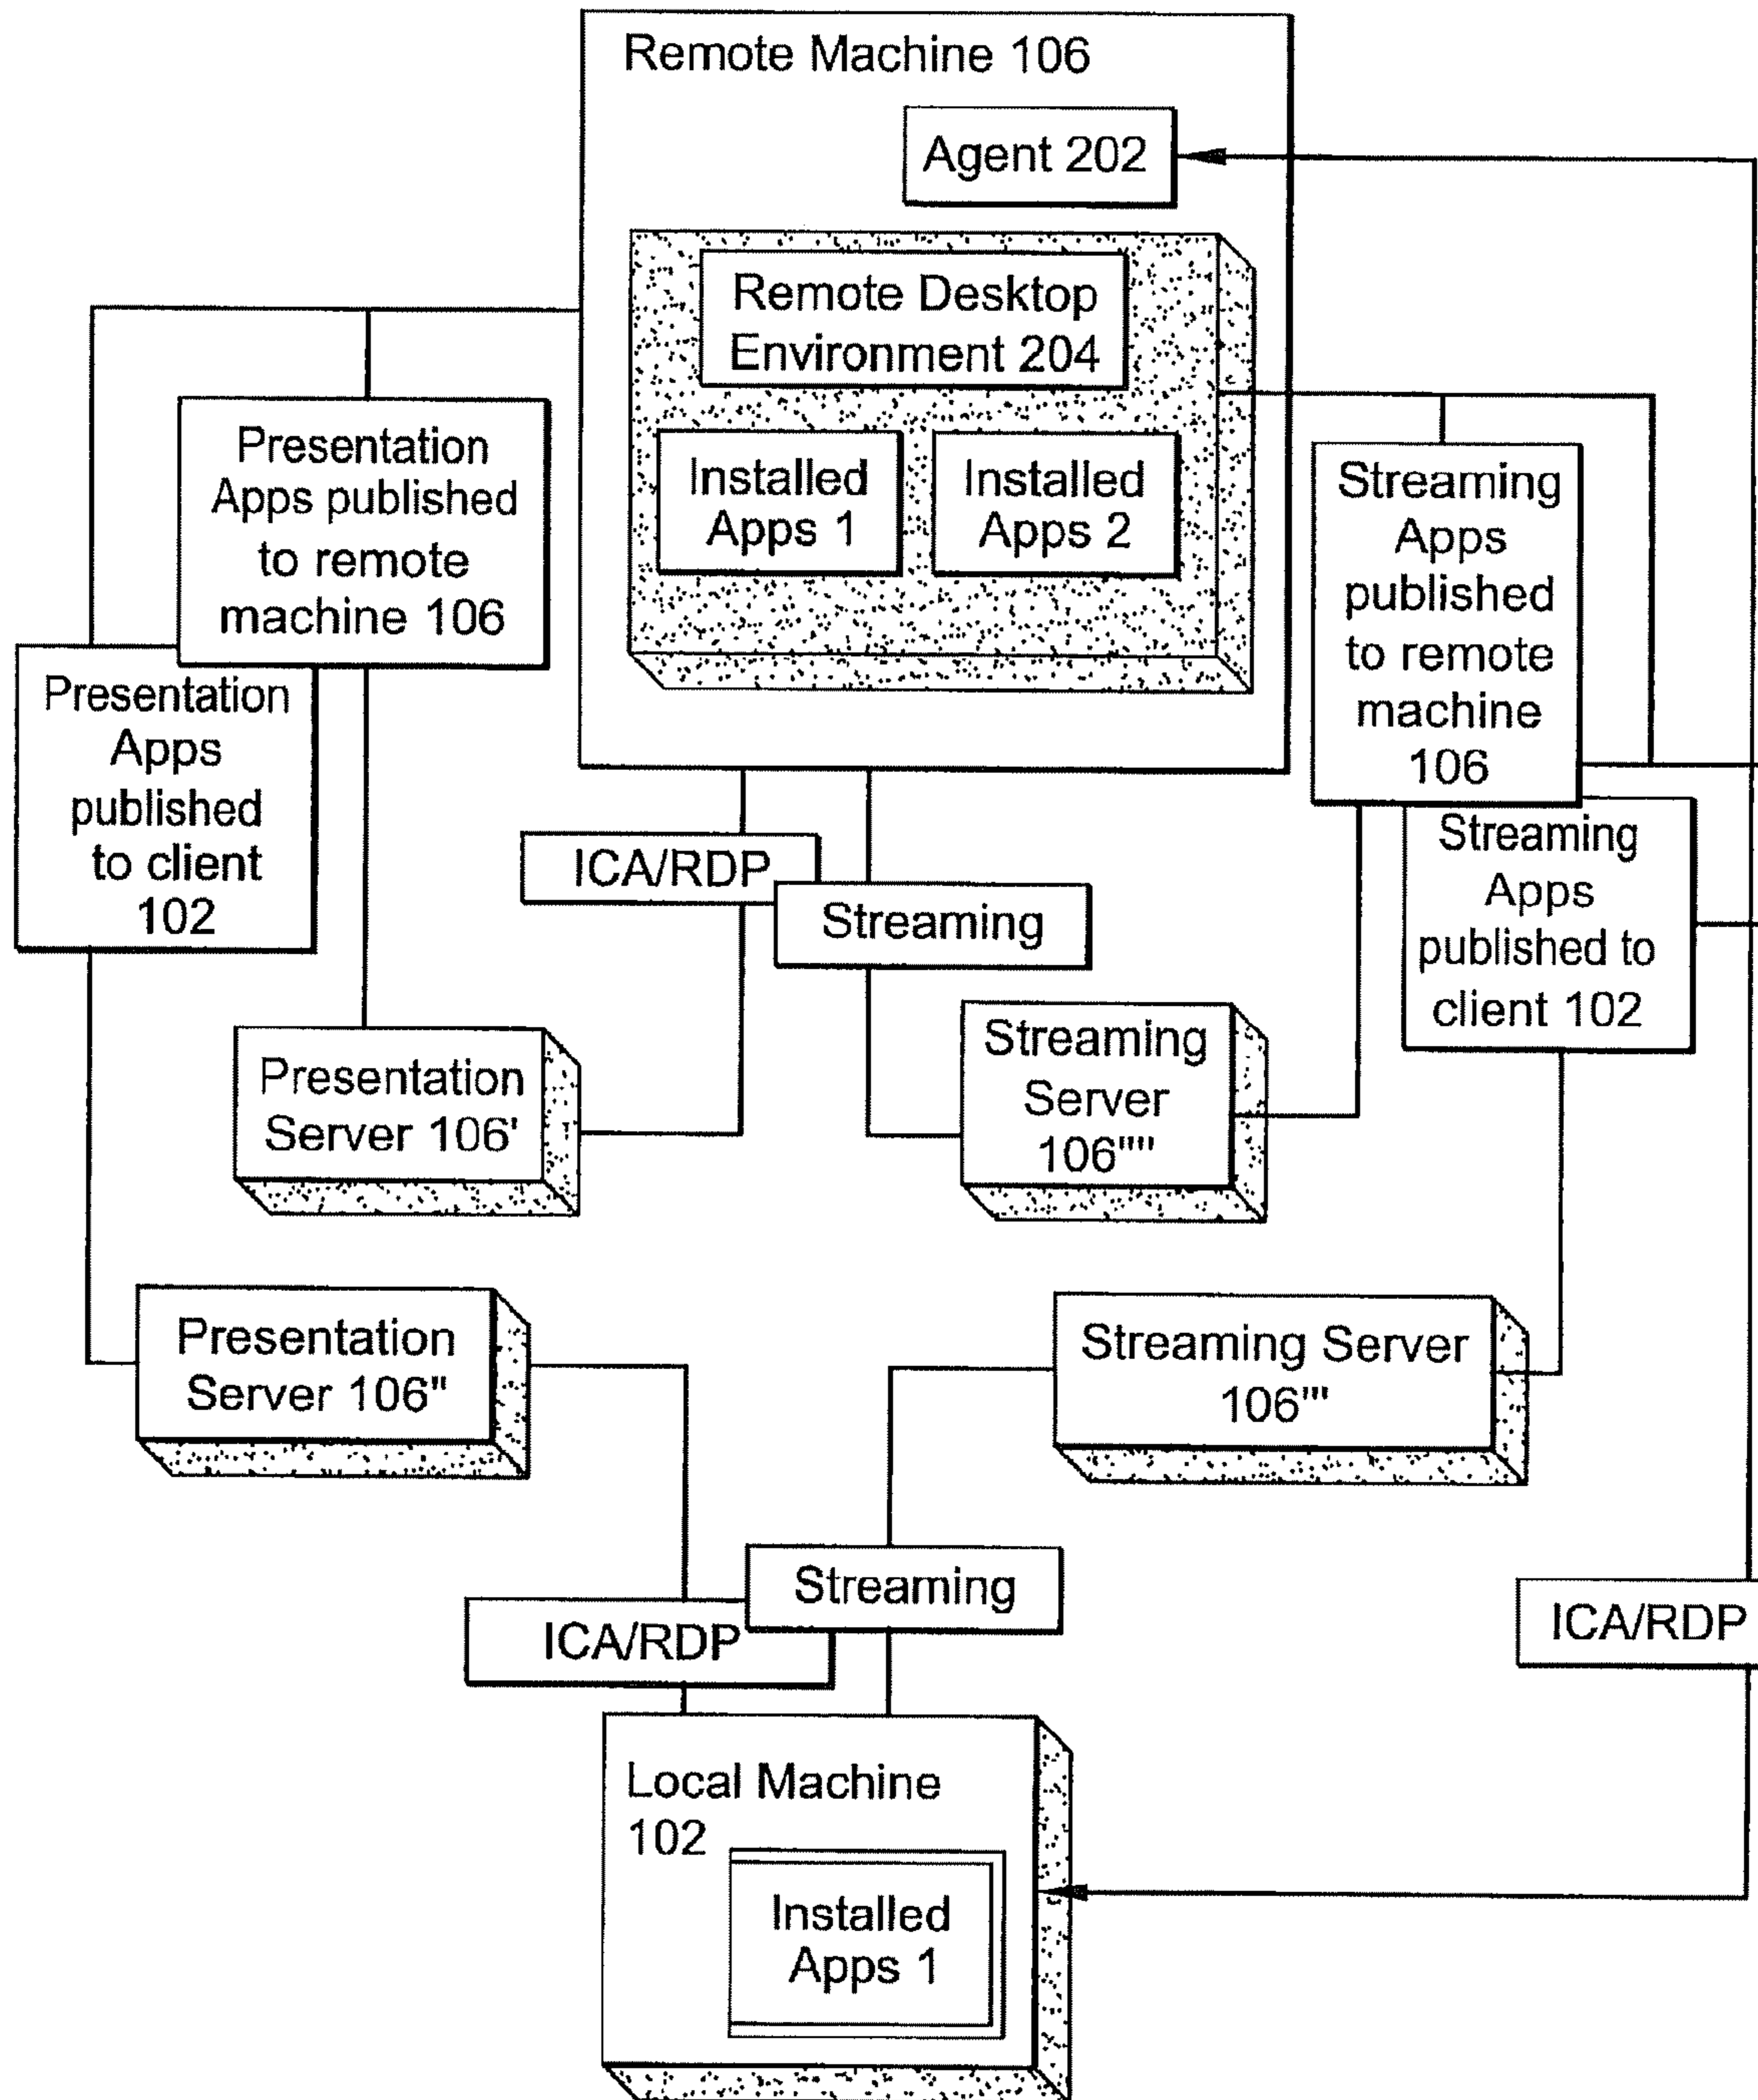 Remote Machine 106
Agent 202
Remote Desktop
Environment 204
Installed
Apps 1
Installed
Apps 2
Presentation
Apps published
to remote
machine 106
Presentation
Apps
published
to client
102
Streaming
Apps
published
to remote
machine
106
Streaming
Apps
published to
client 102
ICA/RDP
Streaming
Presentation
Server 106'
Streaming
Server
106''''
Presentation
Server 106"
Streaming Server
106'''
Streaming
ICA/RDP
ICA/RDP
Local Machine
102
Installed
Apps 1